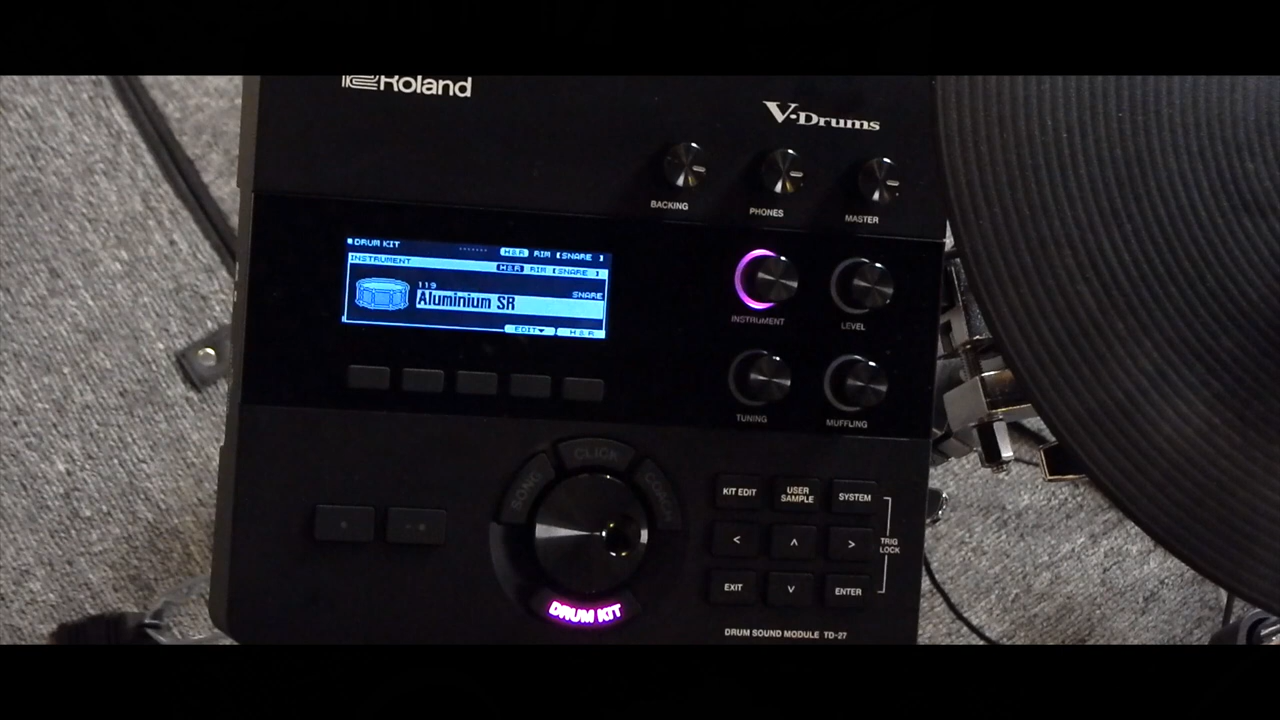 Roland
V-Drums
BACKING
PHONES
MASTER
DRUM KIT
H&R RIM [SNARE ]
INSTRUMENT
H&R RIM [SNARE ]
119
SNARE
Aluminium SR
EDIT▼
H&R
INSTRUMENT
LEVEL
TUNING
MUFFLING
SONG
CLICK
COACH
DRUM KIT
KIT EDIT
USER
SAMPLE
SYSTEM
< ∧ >
TRIG
LOCK
EXIT
∨
ENTER
DRUM SOUND MODULE TD-27